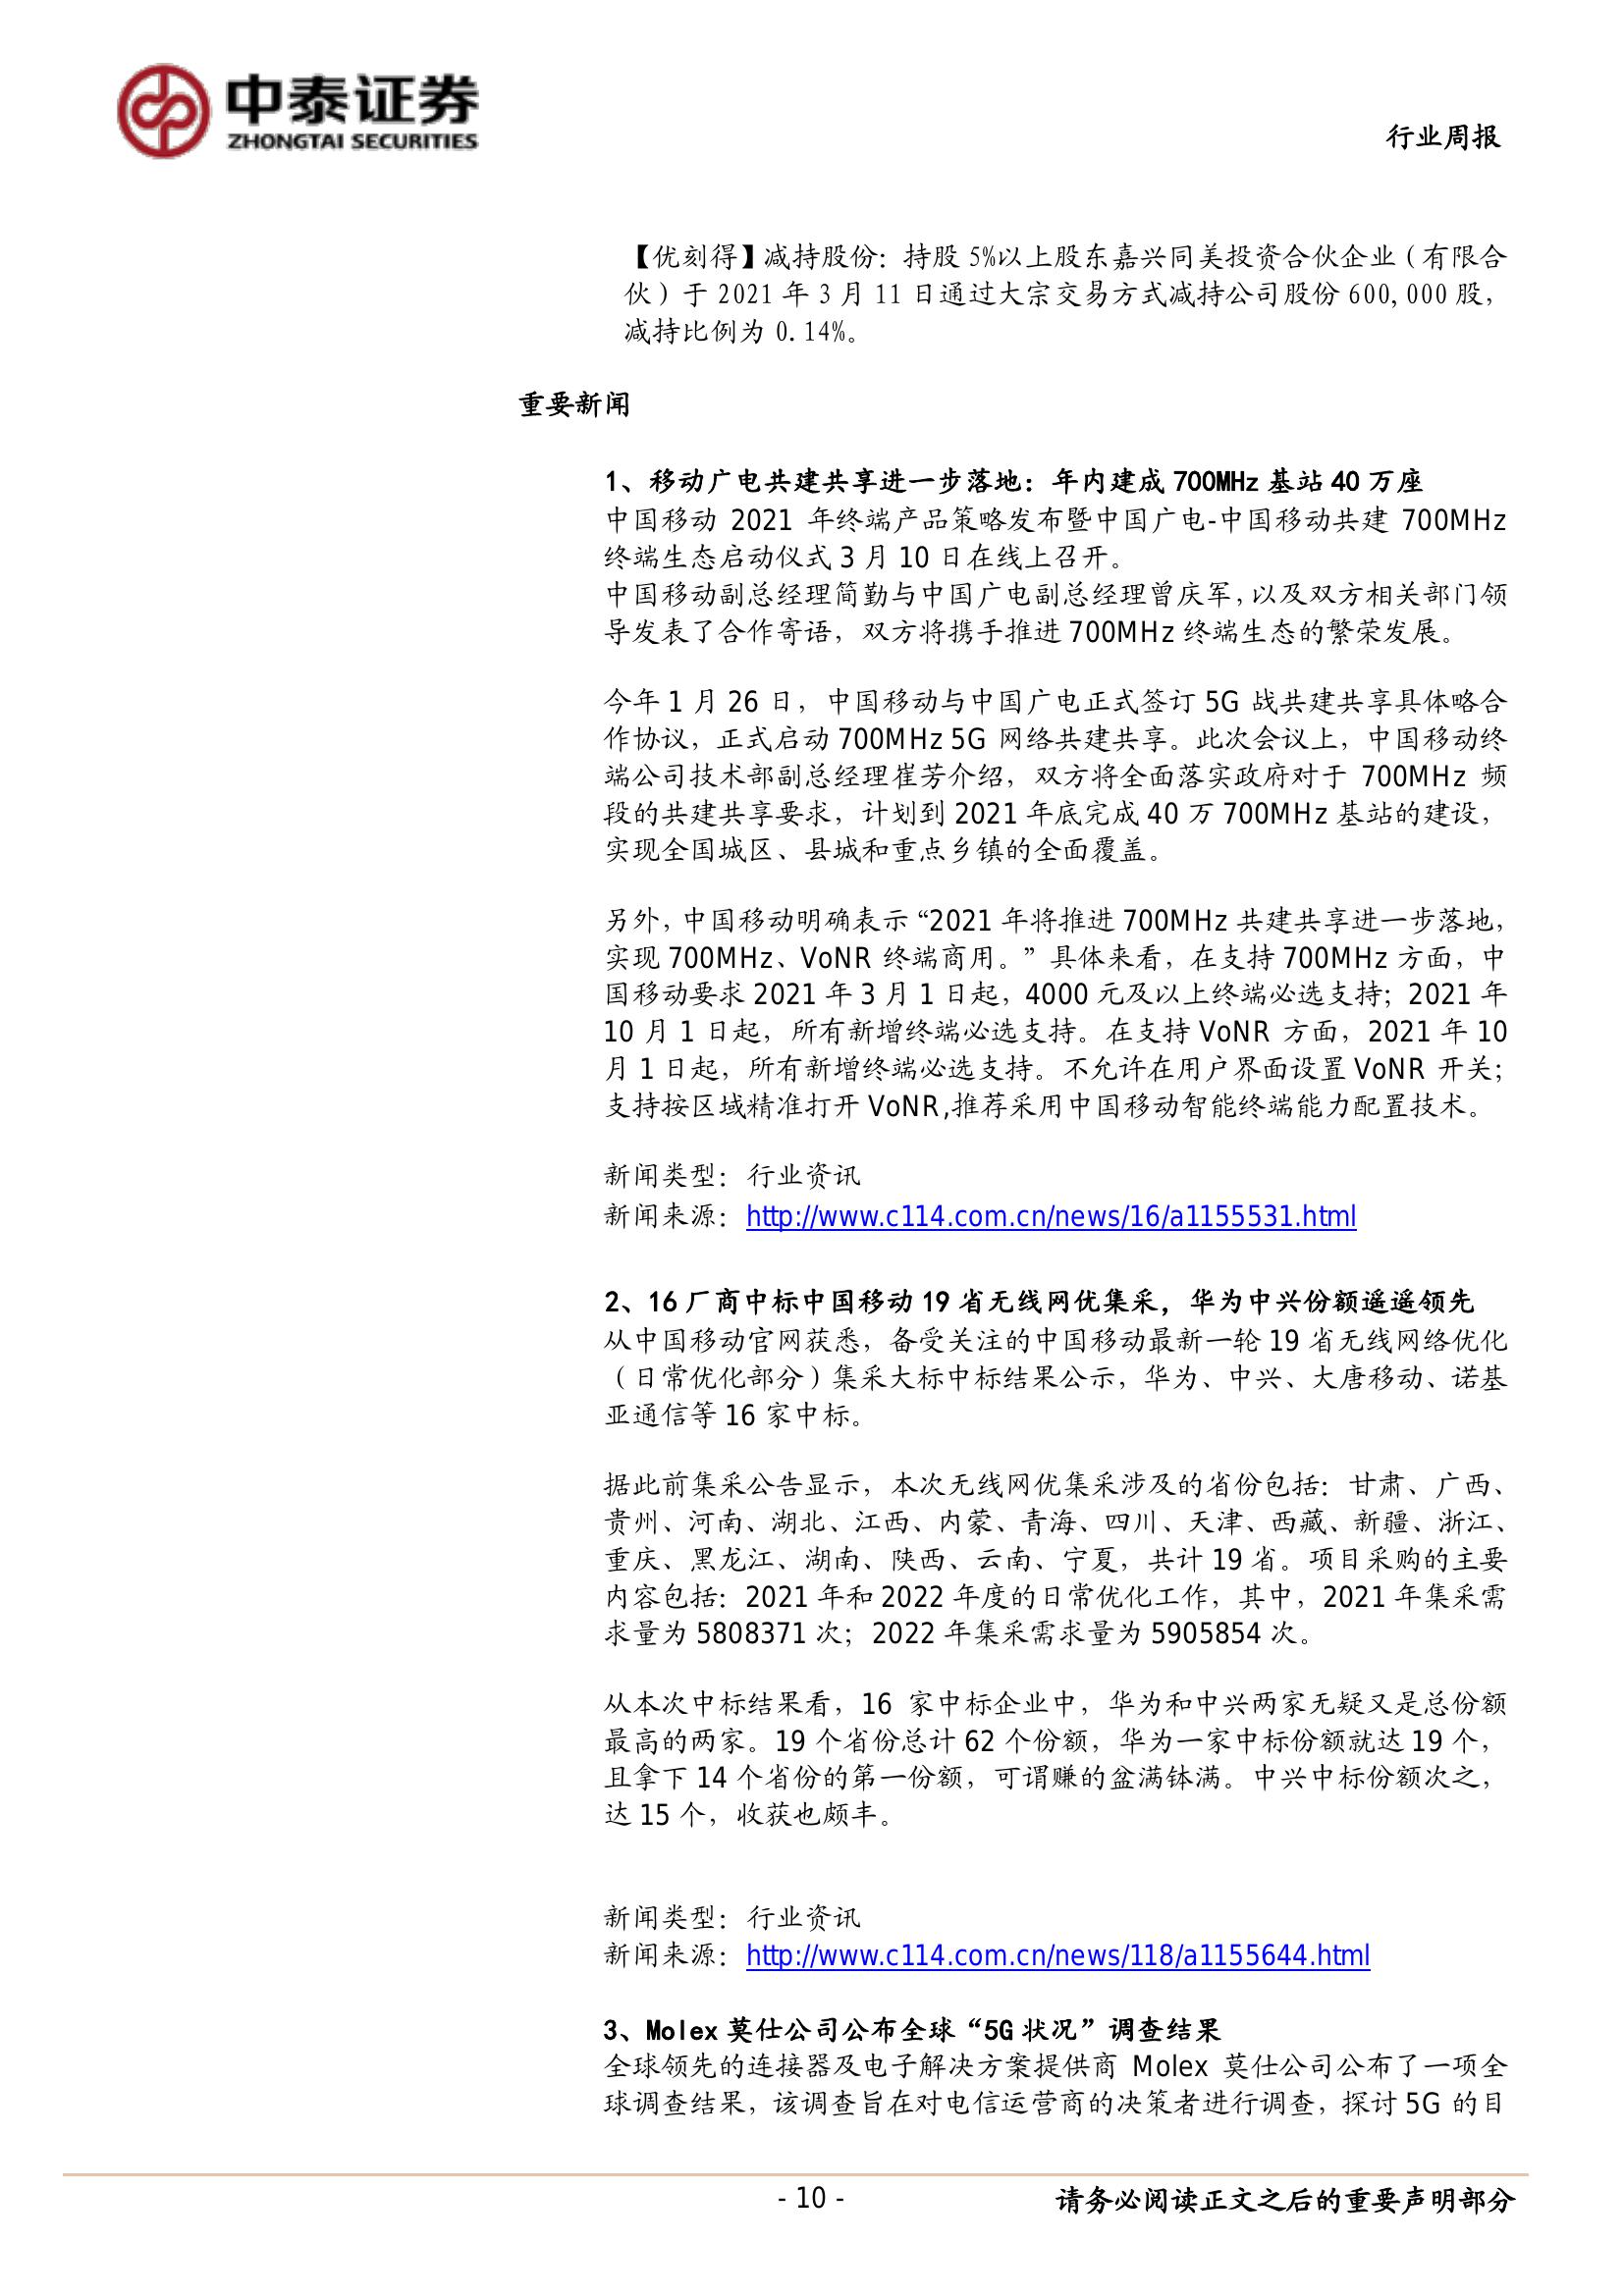 中泰证券
ZHONGTAI SECURITIES
行业周报
【优刻得】减持股份：持股 5%以上股东嘉兴同美投资合伙企业（有限合
伙）于 2021 年 3 月 11 日通过大宗交易方式减持公司股份 600,000 股，
减持比例为 0.14%。
重要新闻
1、移动广电共建共享进一步落地：年内建成 700MHz 基站 40 万座
中国移动 2021 年终端产品策略发布暨中国广电-中国移动共建 700MHz
终端生态启动仪式 3 月 10 日在线上召开。
中国移动副总经理简勤与中国广电副总经理曾庆军，以及双方相关部门领
导发表了合作寄语，双方将携手推进 700MHz 终端生态的繁荣发展。
今年 1 月 26 日，中国移动与中国广电正式签订 5G 战共建共享具体略合
作协议，正式启动 700MHz 5G 网络共建共享。此次会议上，中国移动终
端公司技术部副总经理崔芳介绍，双方将全面落实政府对于 700MHz 频
段的共建共享要求，计划到 2021 年底完成 40 万 700MHz 基站的建设，
实现全国城区、县城和重点乡镇的全面覆盖。
另外，中国移动明确表示“2021 年将推进 700MHz 共建共享进一步落地，
实现 700MHz、VoNR 终端商用。”具体来看，在支持 700MHz 方面，中
国移动要求 2021 年 3 月 1 日起，4000 元及以上终端必选支持；2021 年
10 月 1 日起，所有新增终端必选支持。在支持 VoNR 方面，2021 年 10
月 1 日起，所有新增终端必选支持。不允许在用户界面设置 VoNR 开关；
支持按区域精准打开 VoNR,推荐采用中国移动智能终端能力配置技术。
新闻类型：行业资讯
新闻来源：http://www.c114.com.cn/news/16/a1155531.html
2、16 厂商中标中国移动 19 省无线网优集采，华为中兴份额遥遥领先
从中国移动官网获悉，备受关注的中国移动最新一轮 19 省无线网络优化
（日常优化部分）集采大标中标结果公示，华为、中兴、大唐移动、诺基
亚通信等 16 家中标。
据此前集采公告显示，本次无线网优集采涉及的省份包括：甘肃、广西、
贵州、河南、湖北、江西、内蒙、青海、四川、天津、西藏、新疆、浙江、
重庆、黑龙江、湖南、陕西、云南、宁夏，共计 19 省。项目采购的主要
内容包括：2021 年和 2022 年度的日常优化工作，其中，2021 年集采需
求量为 5808371 次；2022 年集采需求量为 5905854 次。
从本次中标结果看，16 家中标企业中，华为和中兴两家无疑又是总份额
最高的两家。19 个省份总计 62 个份额，华为一家中标份额就达 19 个，
且拿下 14 个省份的第一份额，可谓赚的盆满钵满。中兴中标份额次之，
达 15 个，收获也颇丰。
新闻类型：行业资讯
新闻来源：http://www.c114.com.cn/news/118/a1155644.html
3、Molex 莫仕公司公布全球“5G 状况”调查结果
全球领先的连接器及电子解决方案提供商 Molex 莫仕公司公布了一项全
球调查结果，该调查旨在对电信运营商的决策者进行调查，探讨 5G 的目
- 10 -
请务必阅读正文之后的重要声明部分